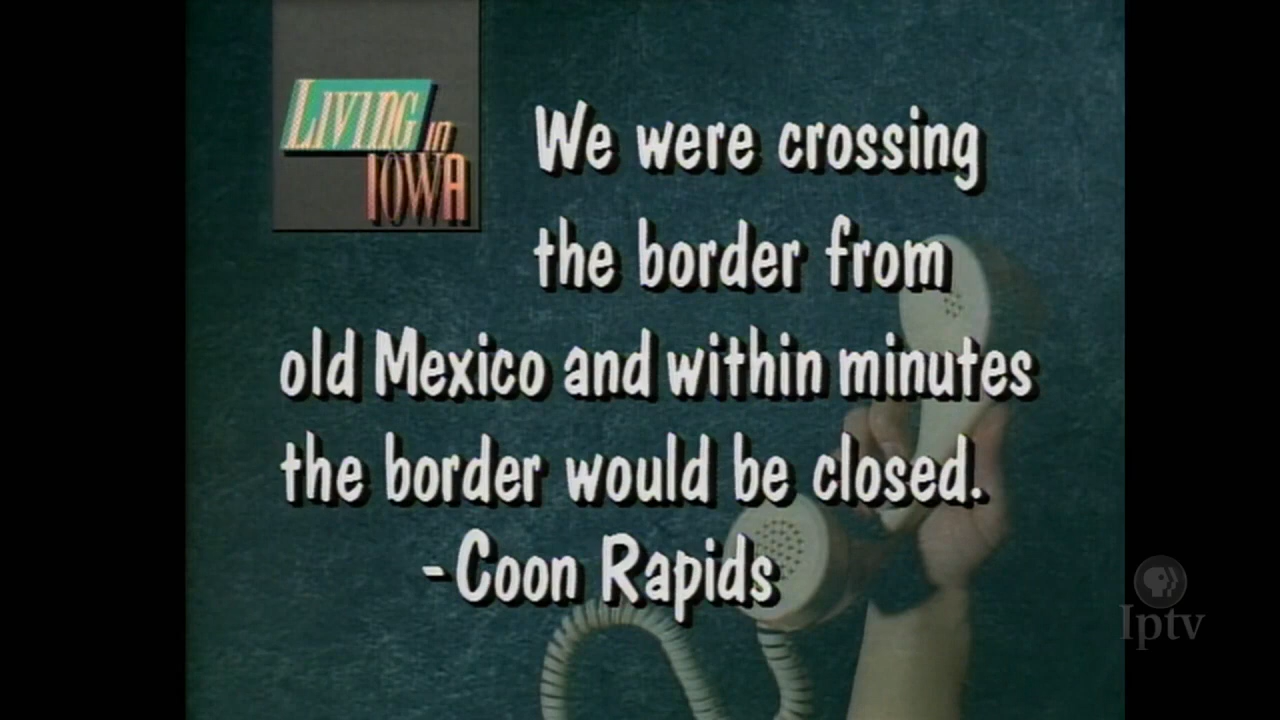 LIVING in
IOWA
We were crossing
the border from
old Mexico and within minutes
the border would be closed.
-Coon Rapids
Iptv